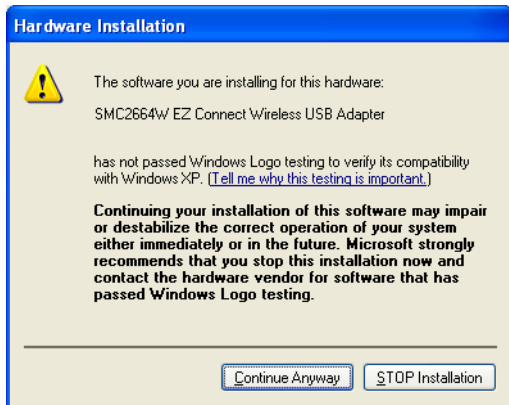 Hardware Installation
The software you are installing for this hardware:
SMC2664W EZ Connect Wireless USB Adapter
has not passed Windows Logo testing to verify its compatibility
with Windows XP. (Tell me why this testing is important.)
Continuing your installation of this software may impair
or destabilize the correct operation of your system
either immediately or in the future. Microsoft strongly
recommends that you stop this installation now and
contact the hardware vendor for software that has
passed Windows Logo testing.
Continue Anyway
STOP Installation